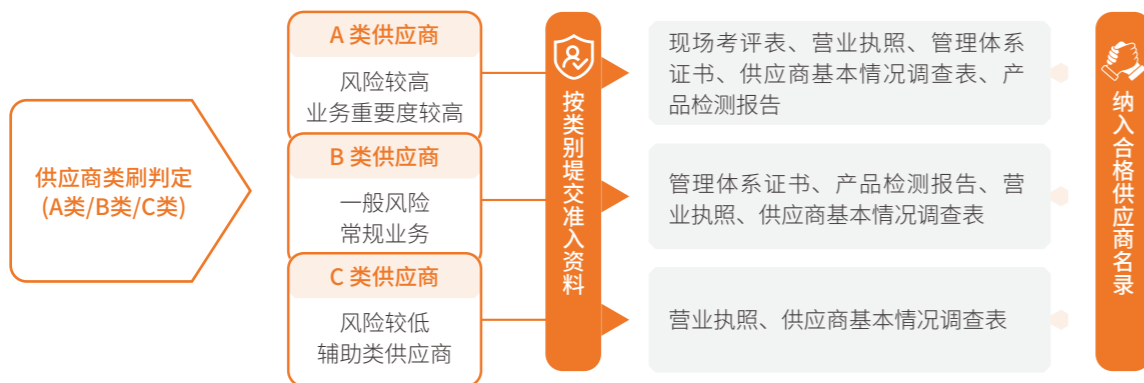 供应商类刷判定
(A类/B类/C类)
A 类供应商
风险较高
业务重要度较高
B 类供应商
一般风险
常规业务
C 类供应商
风险较低
辅助类供应商
按类别堤交准入资料
现场考评表、营业执照、管理体系
证书、供应商基本情况调查表、产
品检测报告
管理体系证书、产品检测报告、营
业执照、供应商基本情况调查表
营业执照、供应商基本情况调查表
纳入合格供应商名录